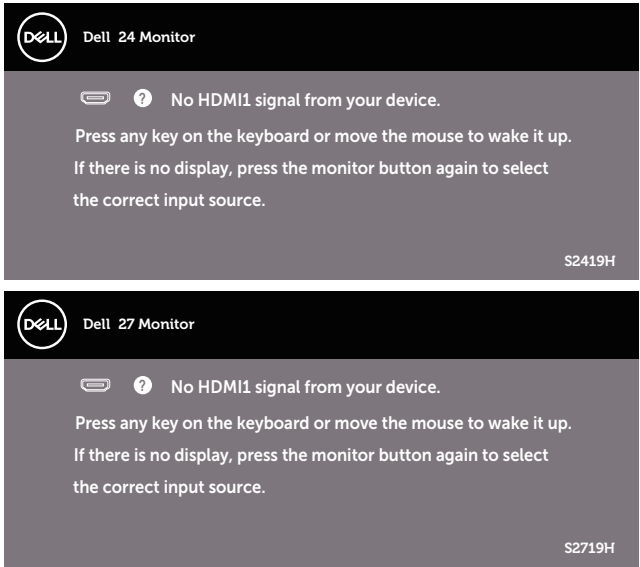 DELL
Dell 24 Monitor
? No HDMI1 signal from your device.
Press any key on the keyboard or move the mouse to wake it up.
If there is no display, press the monitor button again to select
the correct input source.
S2419H
DELL
Dell 27 Monitor
? No HDMI1 signal from your device.
Press any key on the keyboard or move the mouse to wake it up.
If there is no display, press the monitor button again to select
the correct input source.
S2719H